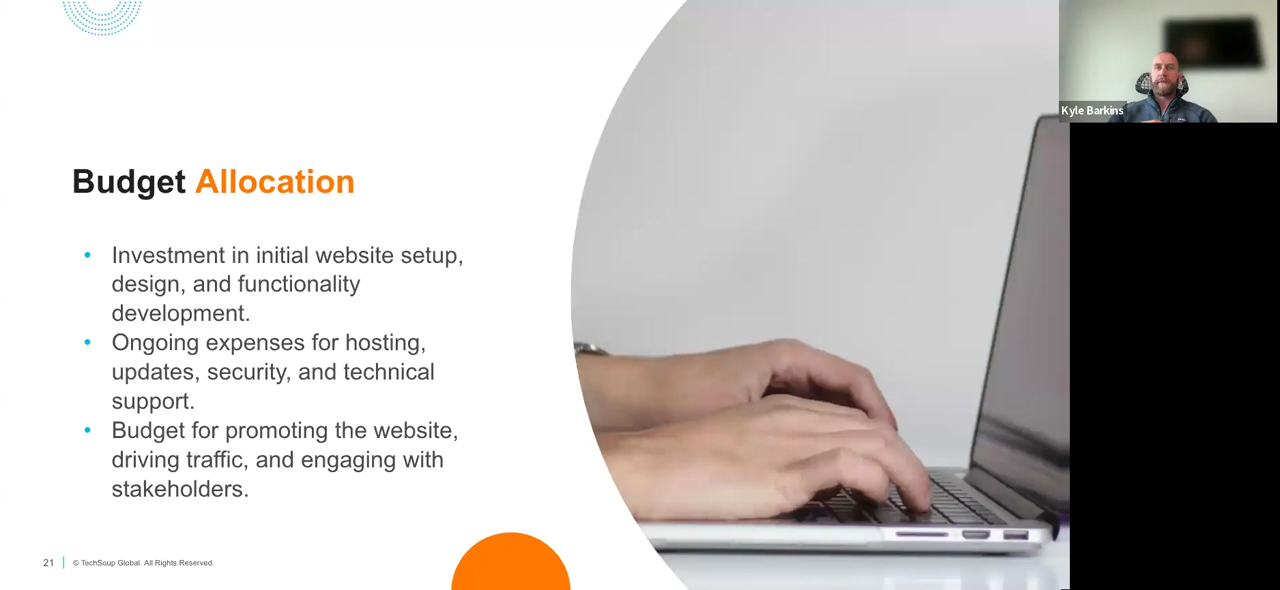 Kyle Barkins
Budget Allocation
• Investment in initial website setup,
design, and functionality
development.
• Ongoing expenses for hosting,
updates, security, and technical
support.
• Budget for promoting the website,
driving traffic, and engaging with
stakeholders.
21
© TechSoup Global. All Rights Reserved.